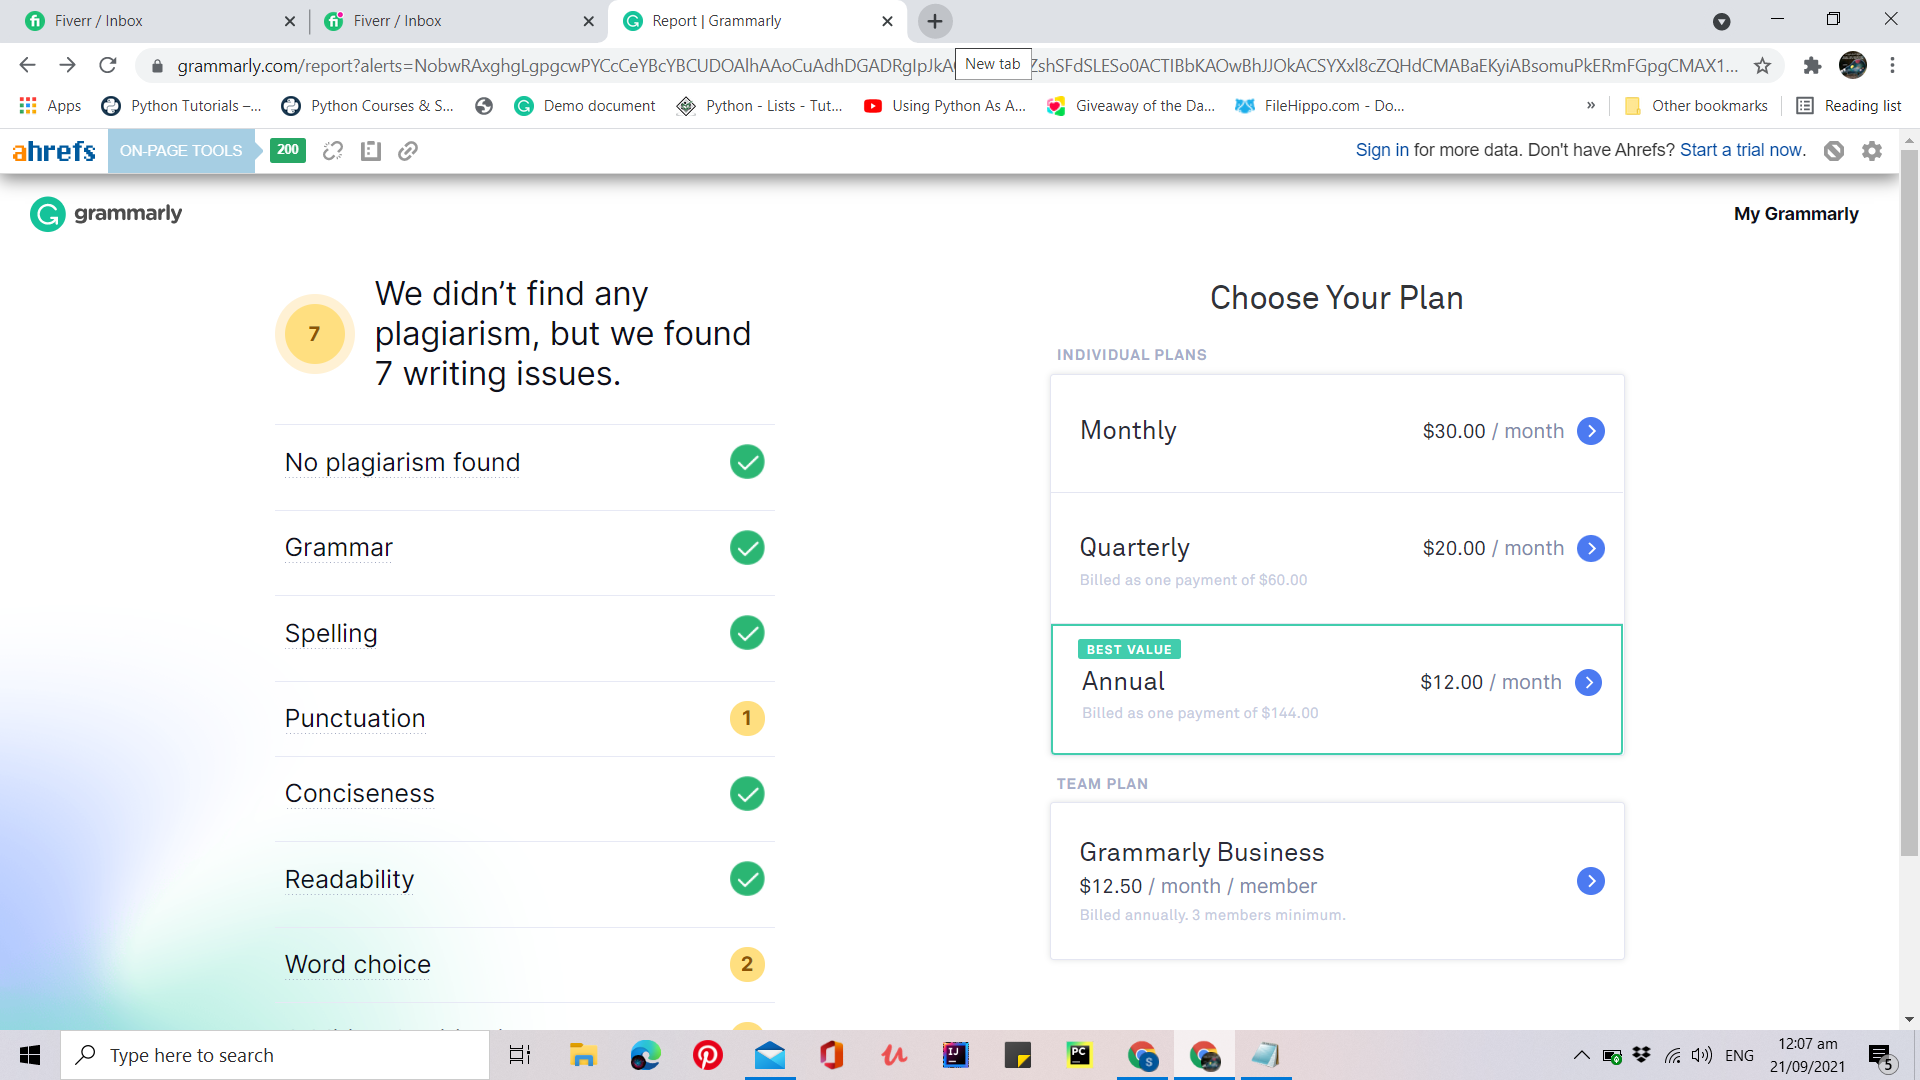 Fiverr / Inbox
Fiverr / Inbox
Report | Grammarly
New tab
Apps
Python Tutorials –...
Python Courses & S...
Demo document
Python - Lists - Tut...
Using Python As A...
Giveaway of the Da...
FileHippo.com - Do...
»
Other bookmarks
Reading list
ahrefs
ON-PAGE TOOLS
200
Sign in for more data. Don't have Ahrefs? Start a trial now.
grammarly
My Grammarly
7
We didn't find any
plagiarism, but we found
7 writing issues.
No plagiarism found
Grammar
Spelling
Punctuation
1
Conciseness
Readability
Word choice
2
Choose Your Plan
INDIVIDUAL PLANS
Monthly
$30.00 / month
Quarterly
$20.00 / month
Billed as one payment of $60.00
BEST VALUE
Annual
$12.00 / month
Billed as one payment of $144.00
TEAM PLAN
Grammarly Business
$12.50 / month / member
Billed annually. 3 members minimum.
Type here to search
ENG
12:07 am
21/09/2021
5